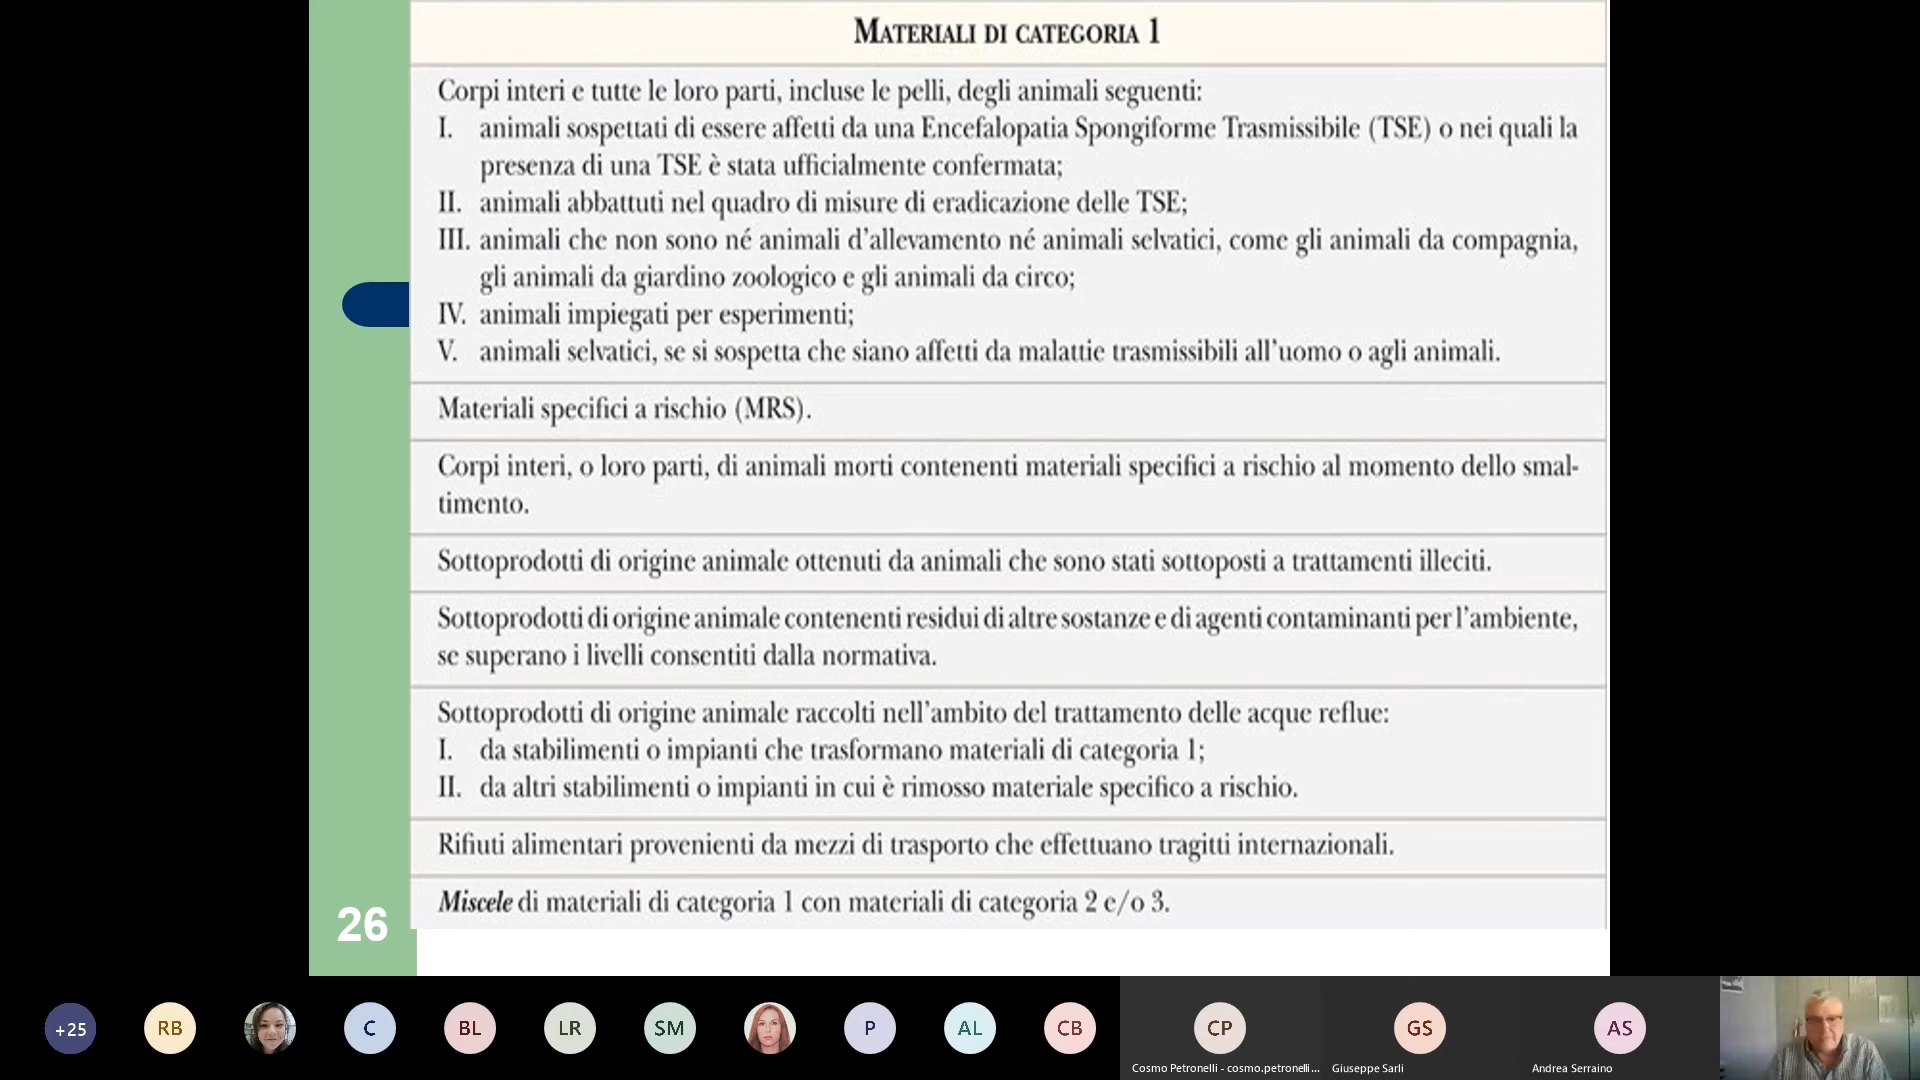 MATERIALI DI CATEGORIA 1
Corpi interi e tutte le loro parti, incluse le pelli, degli animali seguenti:
I. animali sospettati di essere affetti da una Encefalopatia Spongiforme Trasmissibile (TSE) o nei quali la
presenza di una TSE è stata ufficialmente confermata;
II. animali abbattuti nel quadro di misure di eradicazione delle TSE;
III. animali che non sono né animali d'allevamento né animali selvatici, come gli animali da compagnia,
gli animali da giardino zoologico e gli animali da circo;
IV. animali impiegati per esperimenti;
V. animali selvatici, se si sospetta che siano affetti da malattie trasmissibili all'uomo o agli animali.
Materiali specifici a rischio (MRS).
Corpi interi, o loro parti, di animali morti contenenti materiali specifici a rischio al momento dello smal-
timento.
Sottoprodotti di origine animale ottenuti da animali che sono stati sottoposti a trattamenti illeciti.
Sottoprodotti di origine animale contenenti residui di altre sostanze e di agenti contaminanti per l'ambiente,
se superano i livelli consentiti dalla normativa.
Sottoprodotti di origine animale raccolti nell'ambito del trattamento delle acque reflue:
I. da stabilimenti o impianti che trasformano materiali di categoria 1;
II. da altri stabilimenti o impianti in cui è rimosso materiale specifico a rischio.
Rifiuti alimentari provenienti da mezzi di trasporto che effettuano tragitti internazionali.
Miscele di materiali di categoria 1 con materiali di categoria 2 e/o 3.
26
+25 RB C BL LR SM P AL CB CP GS AS
Cosmo Petronelli - cosmo.petronelli... Giuseppe Sarli Andrea Serraino